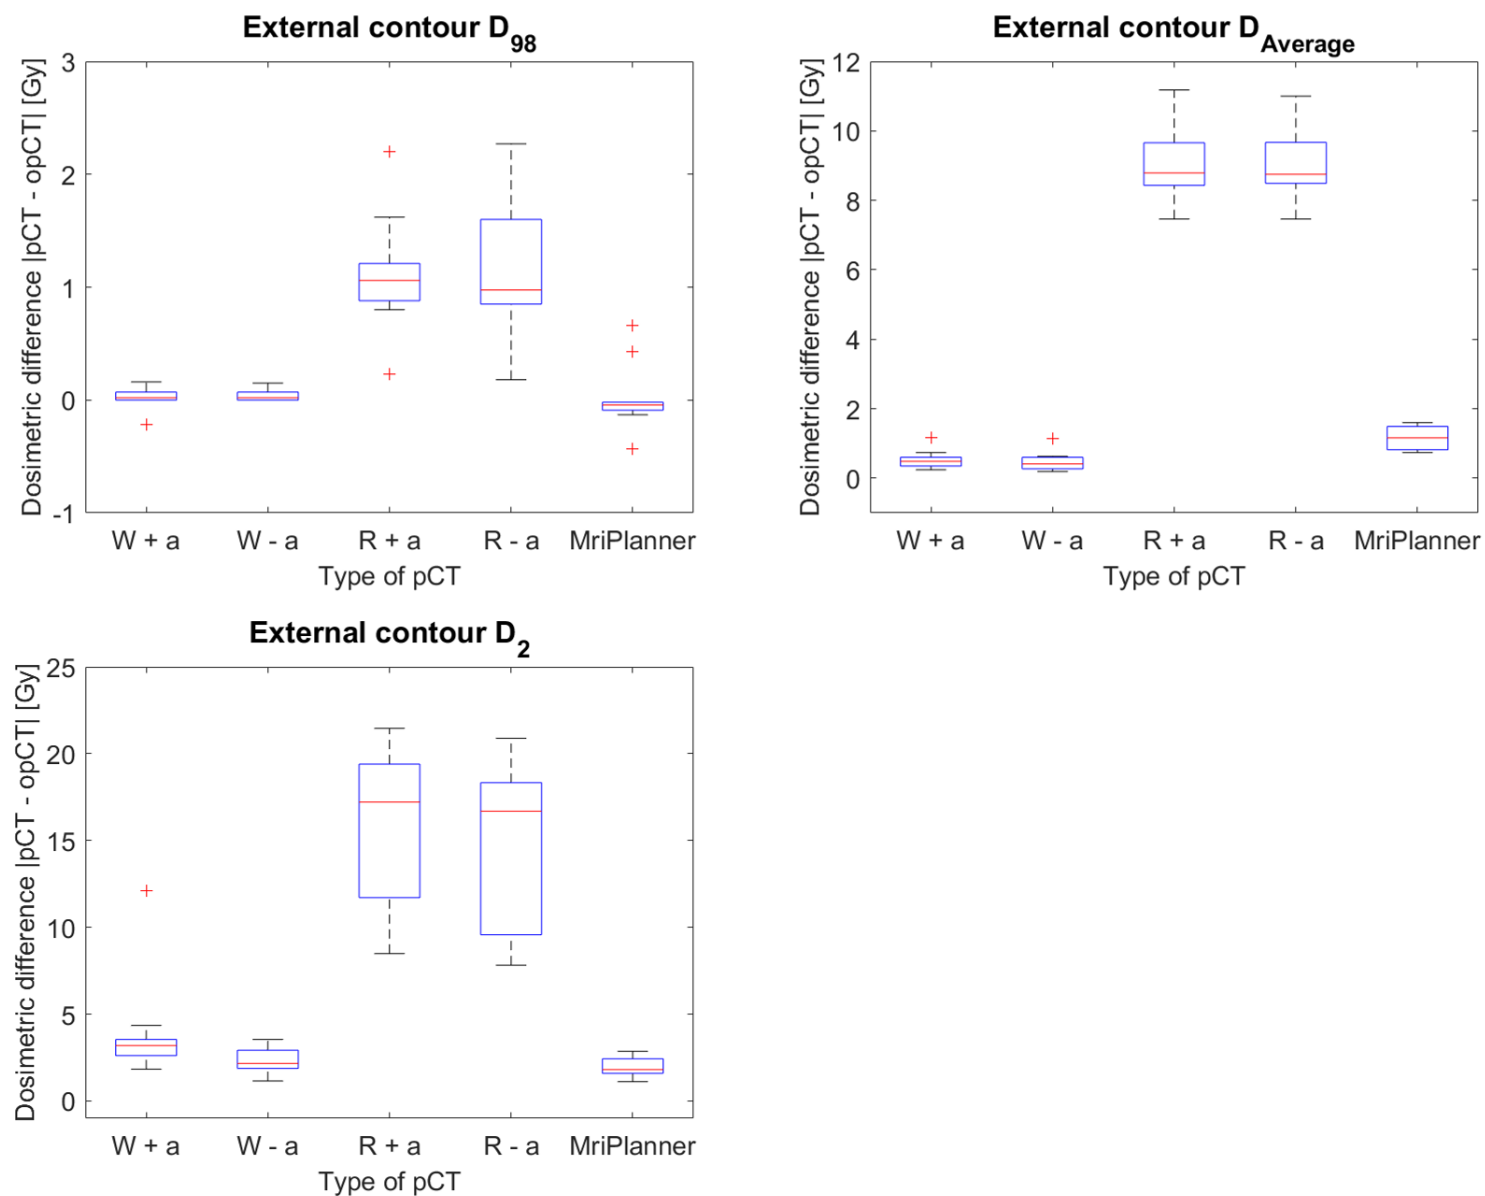 External contour D98
Dosimetric difference |pCT - opCT| [Gy]
3
2
1
0
-1
W + a W - a R + a R - a MriPlanner
Type of pCT
External contour DAverage
Dosimetric difference |pCT - opCT| [Gy]
12
10
8
6
4
2
0
W + a W - a R + a R - a MriPlanner
Type of pCT
External contour D2
Dosimetric difference |pCT - opCT| [Gy]
25
20
15
10
5
0
W + a W - a R + a R - a MriPlanner
Type of pCT